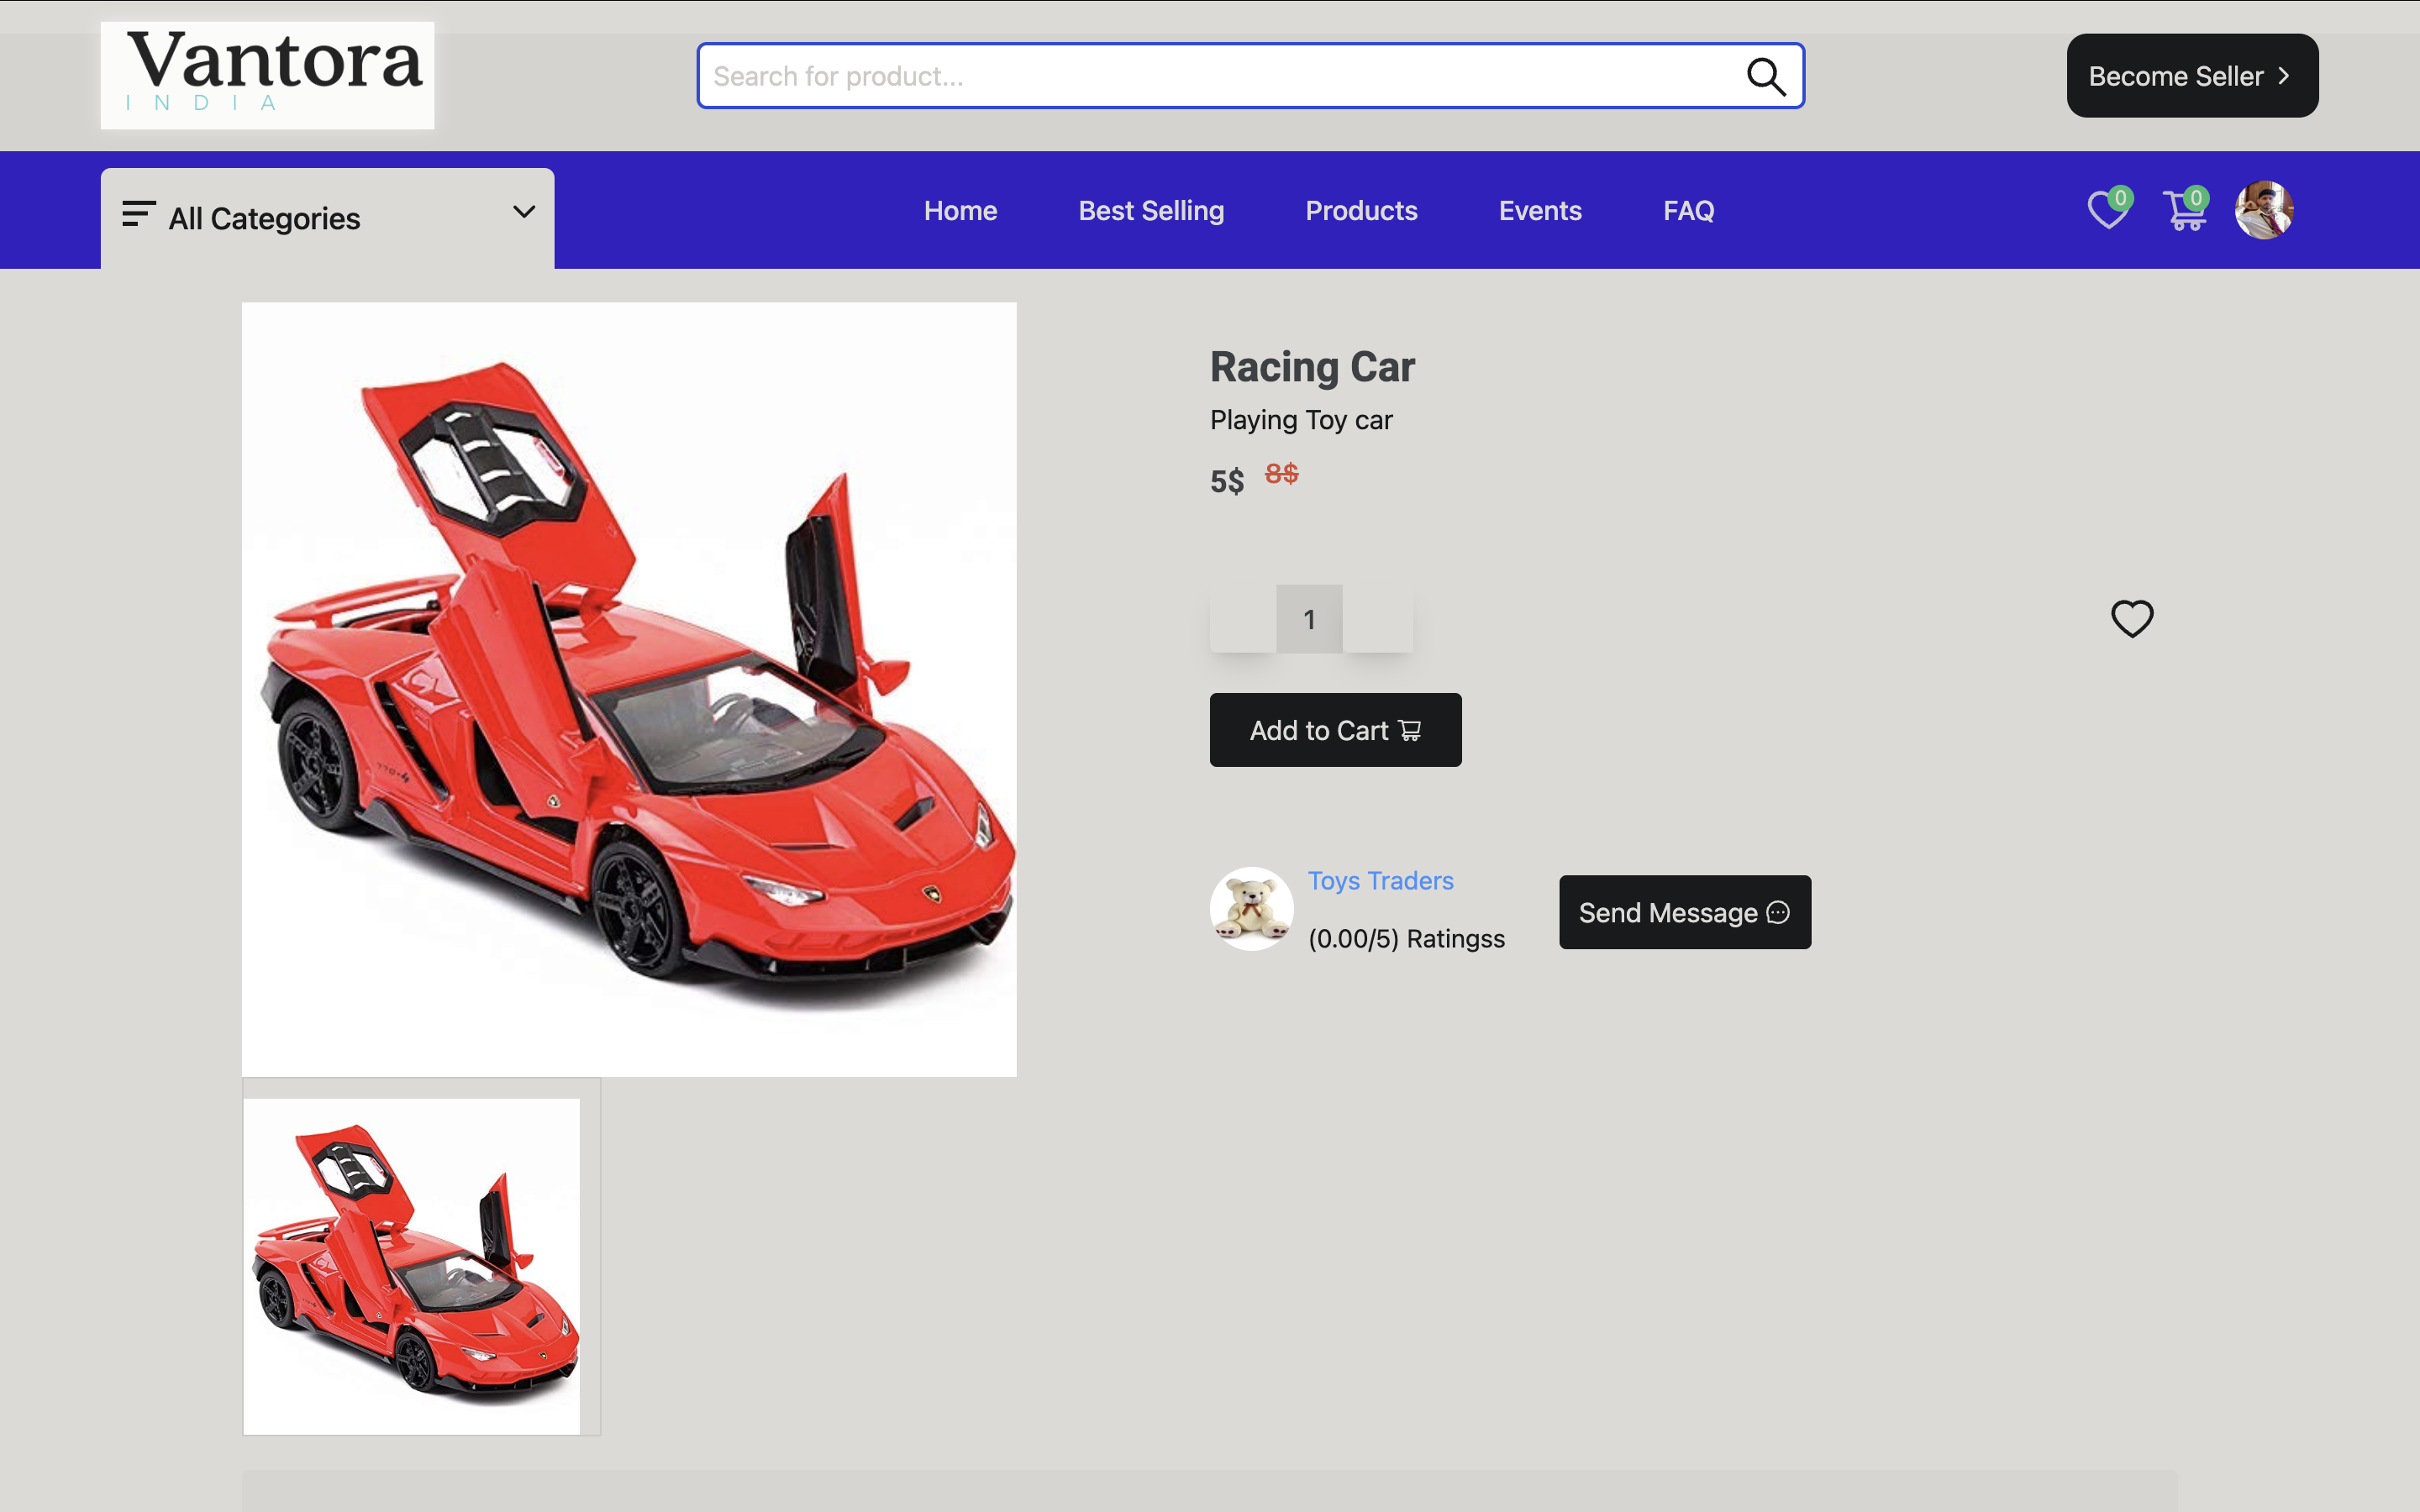 Vantora
INDIA
Search for product...
Become Seller
All Categories
Home
Best Selling
Products
Events
FAQ
0
0
Racing Car
Playing Toy car
5$ 8$
1
Add to Cart
Toys Traders
(0.00/5) Ratingss
Send Message